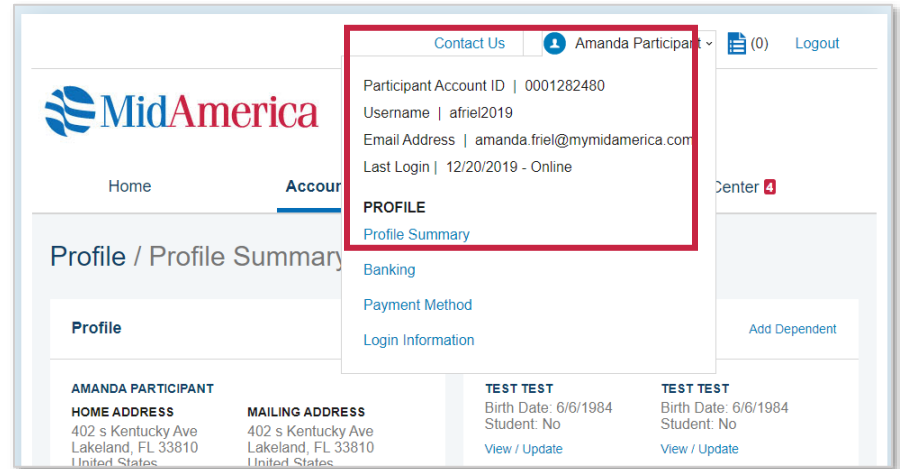 Contact Us
Amanda Participant
(0)
Logout
Participant Account ID | 0001282480
Username | afriel2019
Email Address | amanda.friel@mymidamerica.com
Last Login | 12/20/2019 - Online
MidAmerica
Home
Accour
Center 4
PROFILE
Profile Summary
Profile / Profile Summary
Banking
Payment Method
Login Information
Profile
Add Dependent
AMANDA PARTICIPANT
HOME ADDRESS
402 s Kentucky Ave
Lakeland, FL 33810
United States
MAILING ADDRESS
402 s Kentucky Ave
Lakeland, FL 33810
United States
TEST TEST
Birth Date: 6/6/1984
Student: No
View / Update
TEST TEST
Birth Date: 6/6/1984
Student: No
View / Update